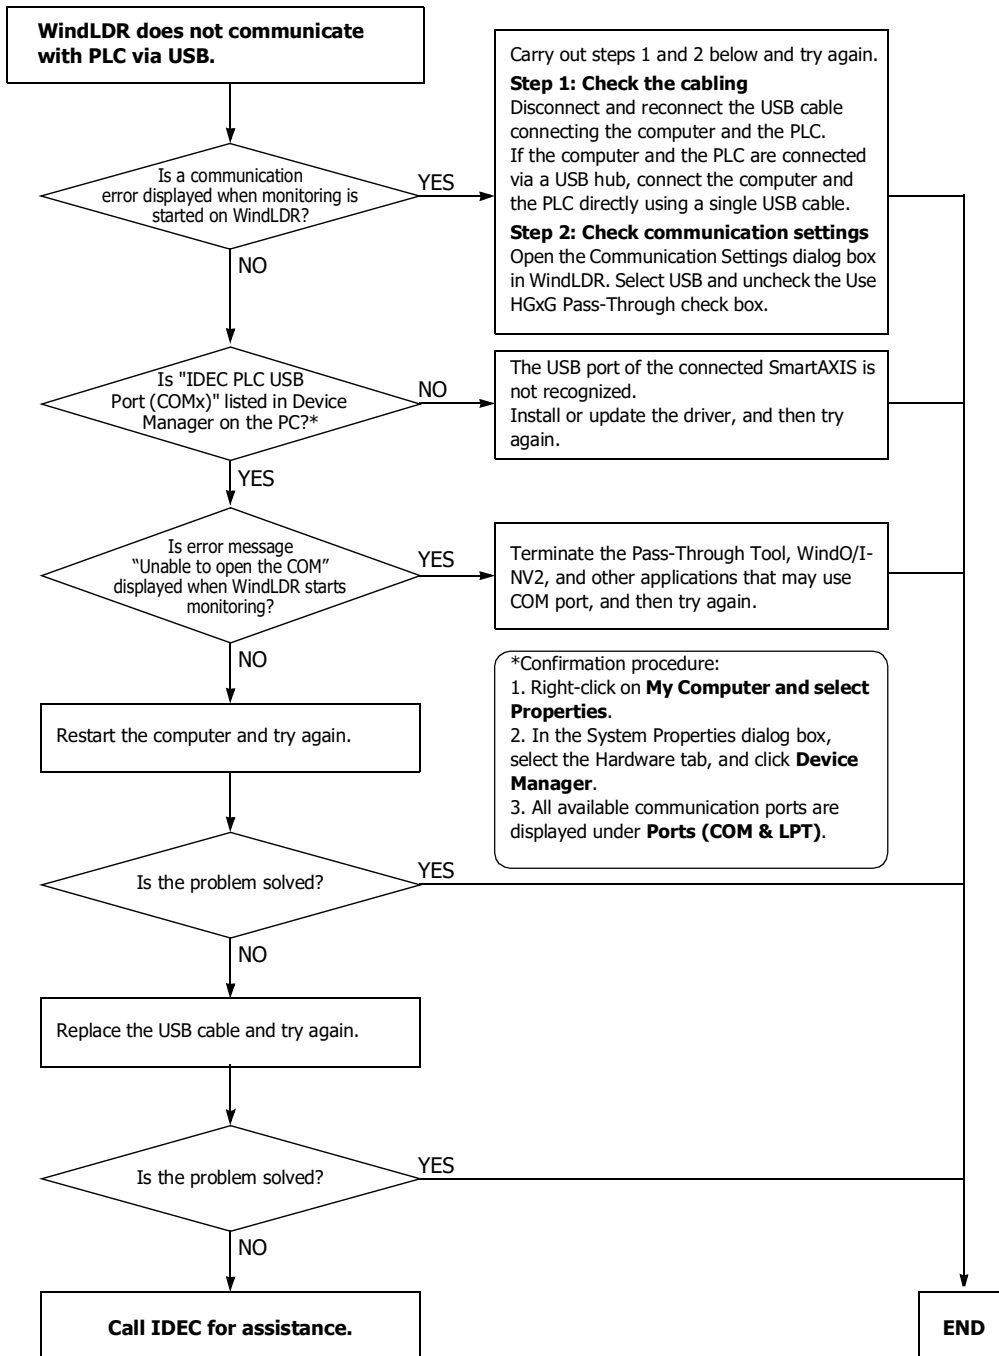 WindLDR does not communicate
with PLC via USB.
Carry out steps 1 and 2 below and try again.
Step 1: Check the cabling
Disconnect and reconnect the USB cable
connecting the computer and the PLC.
If the computer and the PLC are connected
via a USB hub, connect the computer and
the PLC directly using a single USB cable.
Step 2: Check communication settings
Open the Communication Settings dialog box
in WindLDR. Select USB and uncheck the Use
HGxG Pass-Through check box.
Is a communication
error displayed when monitoring is
started on WindLDR?
YES
NO
Is "IDEC PLC USB
Port (COMx)" listed in Device
Manager on the PC?*
NO
The USB port of the connected SmartAXIS is
not recognized.
Install or update the driver, and then try
again.
YES
Is error message
“Unable to open the COM”
displayed when WindLDR starts
monitoring?
YES
Terminate the Pass-Through Tool, WindO/I-
NV2, and other applications that may use
COM port, and then try again.
NO
*Confirmation procedure:
1. Right-click on My Computer and select
Properties.
2. In the System Properties dialog box,
select the Hardware tab, and click Device
Manager.
3. All available communication ports are
displayed under Ports (COM & LPT).
Restart the computer and try again.
Is the problem solved?
YES
NO
Replace the USB cable and try again.
Is the problem solved?
YES
NO
Call IDEC for assistance.
END